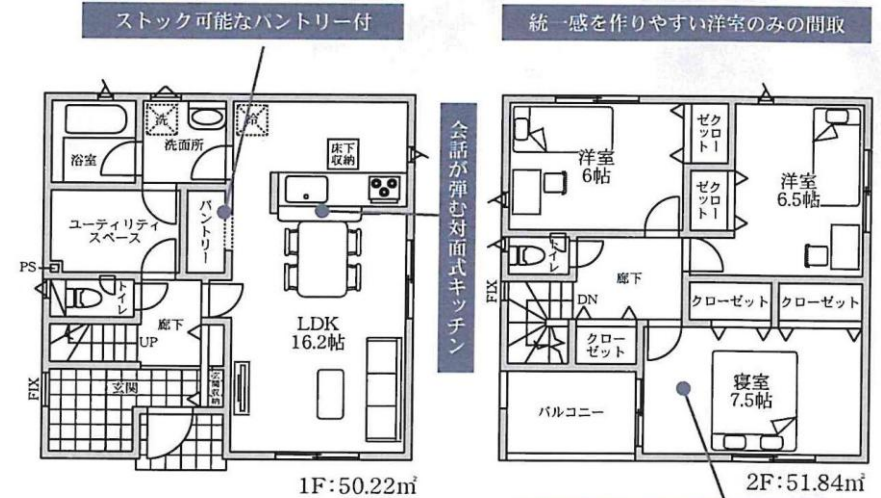 ストック可能なパントリー付
統一感を作りやすい洋室のみの間取
会話が弾む対面式キッチン
浴室
洗
洗面所
冷
床下
収納
ユーティリティ
スペース
パントリー
PS
トイレ
廊下
UP
LDK
16.2帖
FIX
玄関
玄関収納
1F:50.22㎡
洋室
6帖
クローゼット
クローゼット
洋室
6.5帖
トイレ
廊下
DN
FIX
クローゼット
クローゼット
クロー
ゼット
バルコニー
寝室
7.5帖
2F:51.84㎡